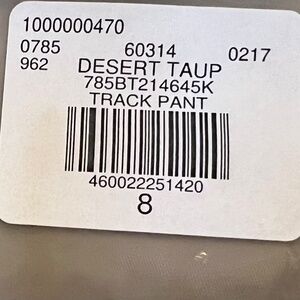 1000000470
0785 60314 0217
962 DESERT TAUP
785BT214645K
TRACK PANT
460022251420
8